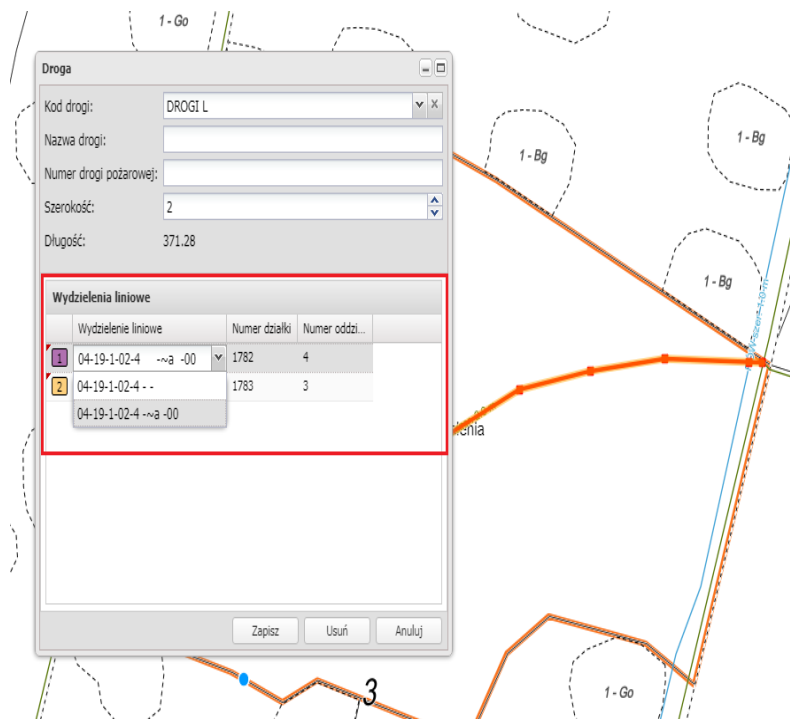 1 - Go
Droga
Kod drogi: DROGI L
Nazwa drogi:
Numer drogi pożarowej:
Szerokość: 2
Długość: 371.28
Wydzielenia liniowe
Wydzielenie liniowe Numer działki Numer oddzi...
1 04-19-1-02-4 -~a -00 1782 4
2 04-19-1-02-4 - - 1783 3
04-19-1-02-4 -~a -00
Zapisz Usuń Anuluj
1 - Bg
1 - Bg
1 - Bg
3
1 - Go